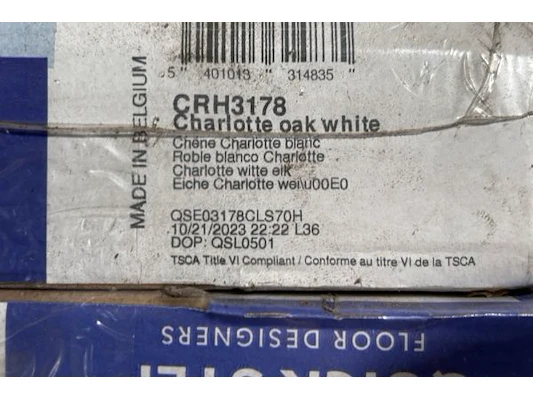 5 401013 314835
CRH3178
Charlotte oak white
Chêne Charlotte blanc
Roble blanco Charlotte
Charlotte witte eik
Eiche Charlotte weiu00E0
QSE03178CLS70H
10/21/2023 22:22 L36
DOP: QSL0501
TSCA Title VI Compliant / Conforme au titre VI de la TSCA
MADE IN BELGIUM
FLOOR DESIGNERS